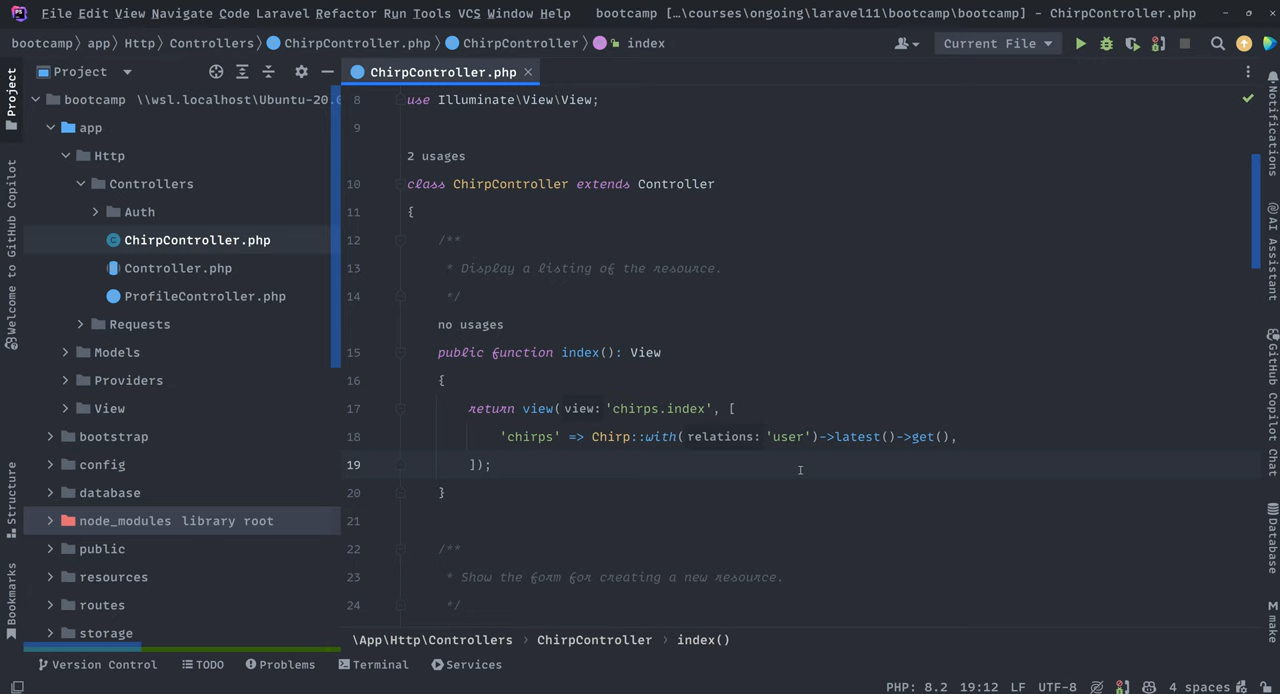 PS File Edit View Navigate Code Laravel Refactor Run Tools VCS Window Help bootcamp […\courses\ongoing\laravel11\bootcamp\bootcamp] - ChirpController.php
bootcamp app Http Controllers ChirpController.php ChirpController index Current File
Project
ChirpController.php
bootcamp \\wsl.localhost\Ubuntu-20.0
app
Http
Controllers
Auth
ChirpController.php
Controller.php
ProfileController.php
Requests
Models
Providers
View
bootstrap
config
database
node_modules library root
public
resources
routes
storage
8 use Illuminate\View\View;
9
2 usages
10 class ChirpController extends Controller
11 {
12 /**
13 * Display a listing of the resource.
14 */
no usages
15 public function index(): View
16 {
17 return view( view: 'chirps.index', [
18 'chirps' => Chirp::with( relations: 'user')->latest()->get(),
19 ]);
20 }
21
22 /**
23 * Show the form for creating a new resource.
24 */
\App\Http\Controllers › ChirpController › index()
Project
Welcome to GitHub Copilot
Structure
Bookmarks
Notifications
AI Assistant
GitHub Copilot Chat
Database
M make
Version Control TODO Problems Terminal Services
PHP: 8.2 19:12 LF UTF-8 4 spaces